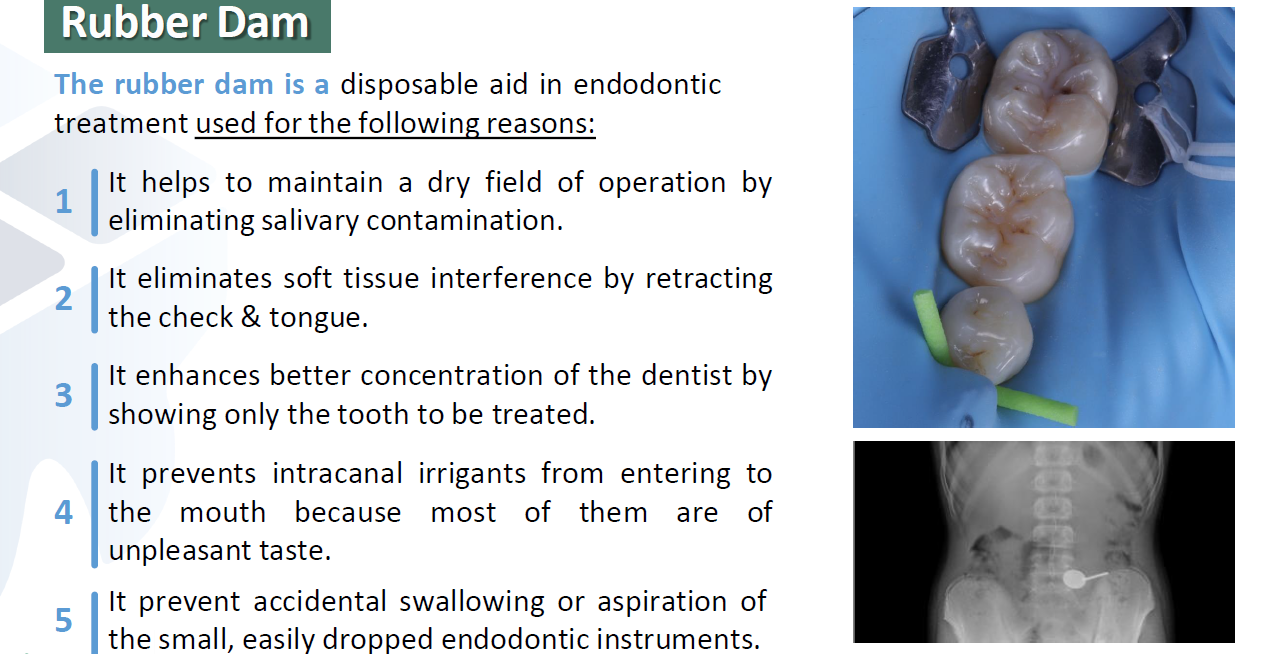 Rubber Dam
The rubber dam is a disposable aid in endodontic
treatment used for the following reasons:
1
It helps to maintain a dry field of operation by
eliminating salivary contamination.
2
It eliminates soft tissue interference by retracting
the check & tongue.
3
It enhances better concentration of the dentist by
showing only the tooth to be treated.
4
It prevents intracanal irrigants from entering to
the mouth because most of them are of
unpleasant taste.
5
It prevent accidental swallowing or aspiration of
the small, easily dropped endodontic instruments.